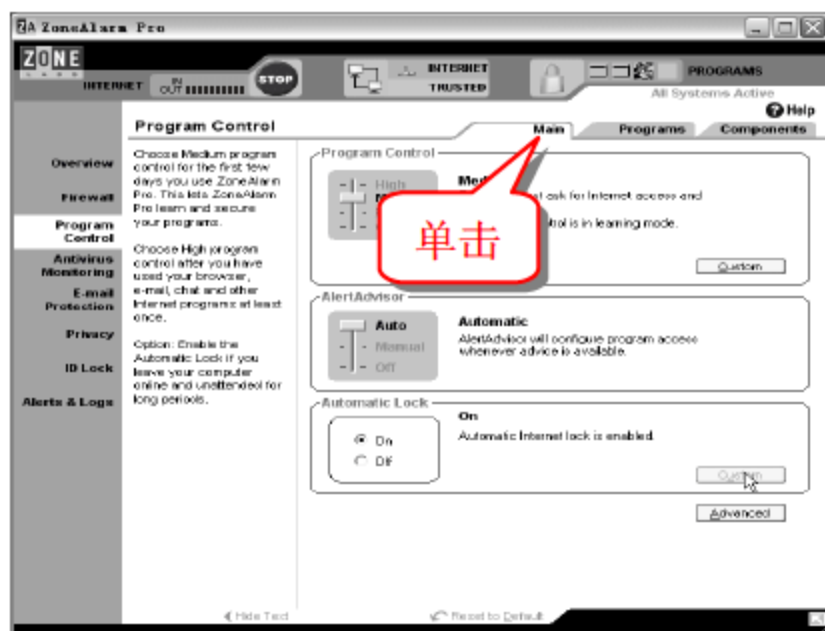 ZA ZoneAlarm Pro
ZONE
LABS
INTERNET
IN
OUT
STOP
INTERNET
TRUSTED
PROGRAMS
All Systems Active
Help
Program Control
Main
Programs
Components
Overview
Firewall
Program
Control
Antivirus
Monitoring
E-mail
Protection
Privacy
ID Lock
Alerts & Logs
Choose Medium program
control for the first few
days you use ZoneAlarm
Pro. This lets ZoneAlarm
Pro learn and secure
your programs.
Choose High program
control after you have
used your browser,
e-mail, chat and other
Internet programs at least
once.
Option: Enable the
Automatic Lock if you
leave your computer
online and unattended for
long periods.
Program Control
High
Med
ask for Internet access and
is in learning mode.
单击
Custom
AlertAdvisor
Auto
Manual
Off
Automatic
AlertAdvisor will configure program access
whenever advice is available.
Automatic Lock
On
Off
On
Automatic Internet lock is enabled.
Custom
Advanced
Hide Text
Reset to Default